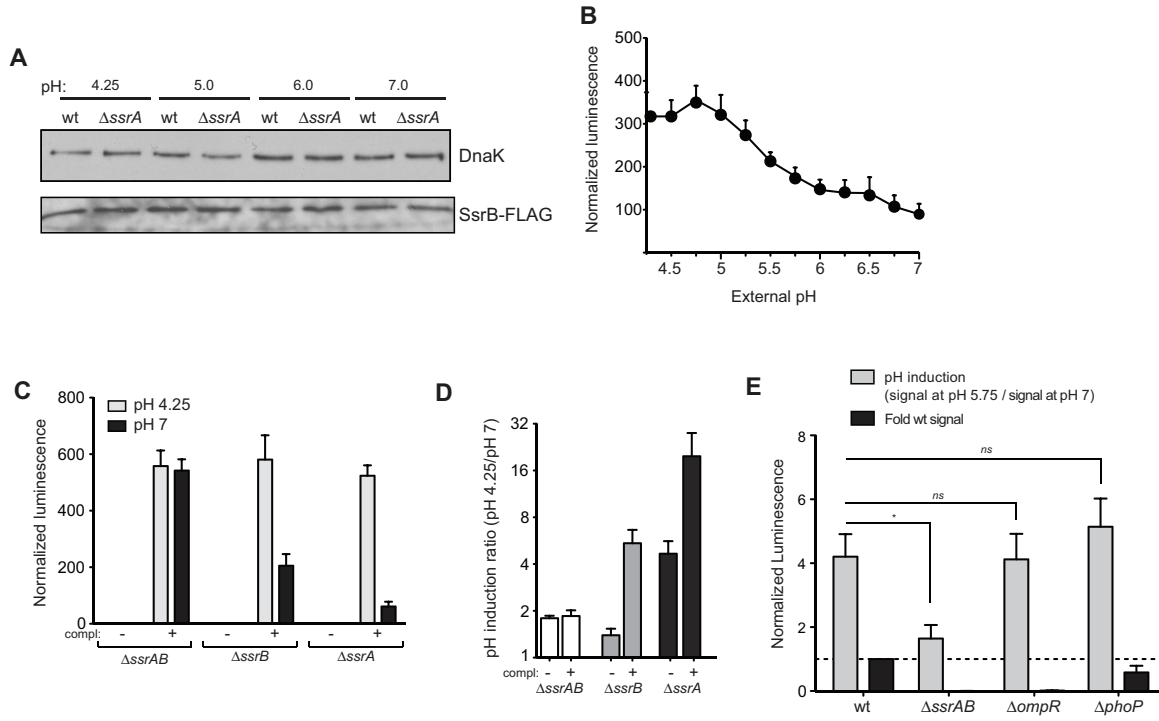 A
pH: 4.25 5.0 6.0 7.0
wt ΔssrA wt ΔssrA wt ΔssrA wt ΔssrA
DnaK
SsrB-FLAG
B
Normalized luminescence
500
400
300
200
100
4.5 5 5.5 6 6.5 7
External pH
C
Normalized luminescence
800
600
400
200
0
pH 4.25
pH 7
compl: - + - + - +
ΔssrAB ΔssrB ΔssrA
D
pH induction ratio (pH 4.25/pH 7)
32
16
8
4
2
1
compl: - + - + - +
ΔssrAB ΔssrB ΔssrA
E
pH induction
(signal at pH 5.75 / signal at pH 7)
Fold wt signal
Normalized Luminescence
8
6
4
2
0
ns
ns
*
wt ΔssrAB ΔompR ΔphoP